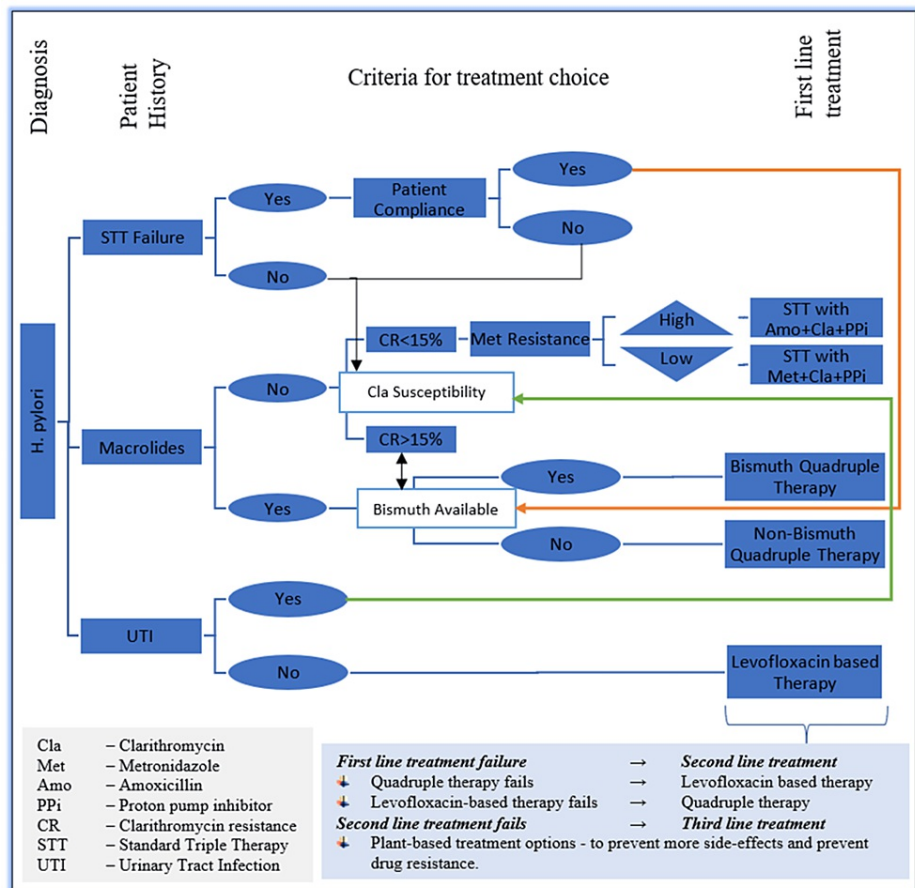 Diagnosis
Patient
History
Criteria for treatment choice
First line
treatment
H. pylori
STT Failure
Yes
Patient
Compliance
Yes
No
No
CR<15%
Met Resistance
High
STT with
Amo+Cla+PPi
Low
STT with
Met+Cla+PPi
Macrolides
No
Cla Susceptibility
CR>15%
Yes
Bismuth Available
Yes
Bismuth Quadruple
Therapy
No
Non-Bismuth
Quadruple Therapy
UTI
Yes
No
Levofloxacin based
Therapy
Cla – Clarithromycin
Met – Metronidazole
Amo – Amoxicillin
PPi – Proton pump inhibitor
CR – Clarithromycin resistance
STT – Standard Triple Therapy
UTI – Urinary Tract Infection
First line treatment failure → Second line treatment
Quadruple therapy fails → Levofloxacin based therapy
Levofloxacin-based therapy fails → Quadruple therapy
Second line treatment fails → Third line treatment
Plant-based treatment options - to prevent more side-effects and prevent
drug resistance.